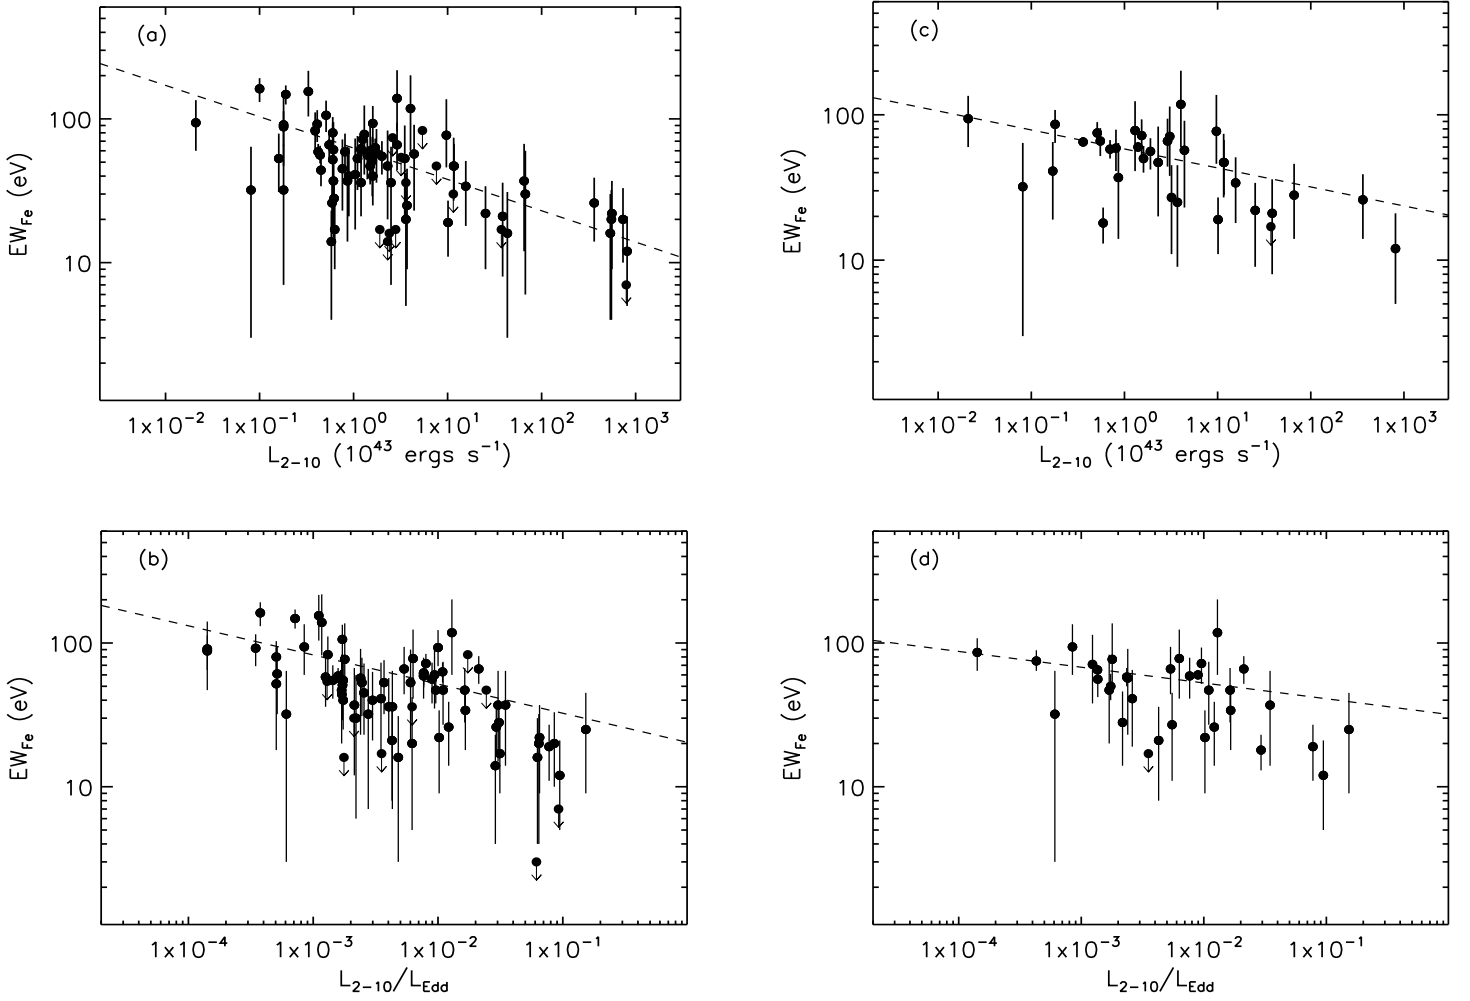 (a)
EW_Fe (eV)
100
10
1x10^-2 1x10^-1 1x10^0 1x10^1 1x10^2 1x10^3
L_2-10 (10^43 ergs s^-1)
(c)
EW_Fe (eV)
100
10
1x10^-2 1x10^-1 1x10^0 1x10^1 1x10^2 1x10^3
L_2-10 (10^43 ergs s^-1)
(b)
EW_Fe (eV)
100
10
1x10^-4 1x10^-3 1x10^-2 1x10^-1
L_2-10/L_Edd
(d)
EW_Fe (eV)
100
10
1x10^-4 1x10^-3 1x10^-2 1x10^-1
L_2-10/L_Edd